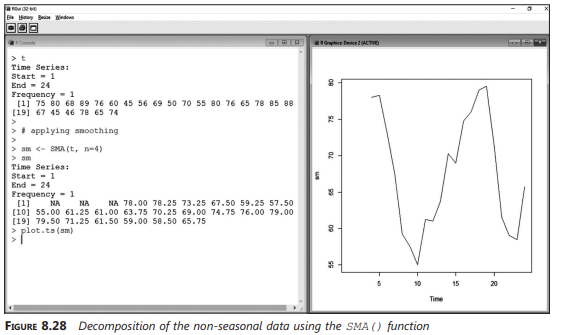 RGui (32-bit)
File History Resize Windows
R Console
> t
Time Series:
Start = 1
End = 24
Frequency = 1
[1] 75 80 68 89 76 60 45 56 69 50 70 55 80 76 65 78 85 88
[19] 67 45 46 78 65 74
>
> # applying smoothing
>
> sm <- SMA(t, n=4)
> sm
Time Series:
Start = 1
End = 24
Frequency = 1
[1] NA NA NA 78.00 78.25 73.25 67.50 59.25 57.50
[10] 55.00 61.25 61.00 63.75 70.25 69.00 74.75 76.00 79.00
[19] 79.50 71.25 61.50 59.00 58.50 65.75
> plot.ts(sm)
>
R Graphics: Device 2 (ACTIVE)
80
75
70
65
60
55
sm
5 10 15 20
Time
FIGURE 8.28 Decomposition of the non-seasonal data using the SMA() function